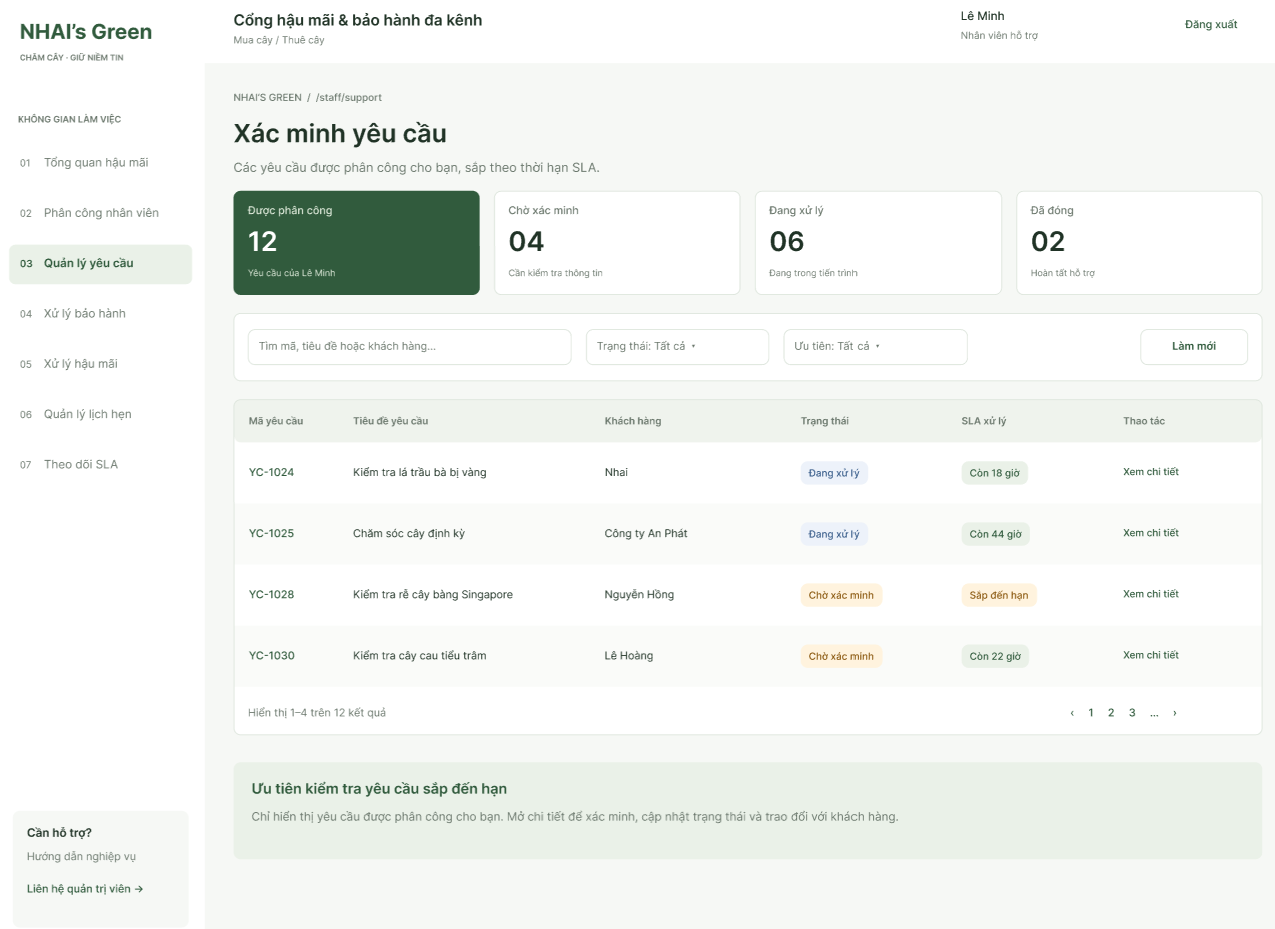 NHAI's Green
CHĂM CÂY · GIỮ NIỀM TIN
KHÔNG GIAN LÀM VIỆC
01 Tổng quan hậu mãi
02 Phân công nhân viên
03 Quản lý yêu cầu
04 Xử lý bảo hành
05 Xử lý hậu mãi
06 Quản lý lịch hẹn
07 Theo dõi SLA
Cần hỗ trợ?
Hướng dẫn nghiệp vụ
Liên hệ quản trị viên →
Cổng hậu mãi & bảo hành đa kênh
Mua cây / Thuê cây
Lê Minh
Nhân viên hỗ trợ
Đăng xuất
NHAI'S GREEN / /staff/support
Xác minh yêu cầu
Các yêu cầu được phân công cho bạn, sắp theo thời hạn SLA.
Được phân công
12
Yêu cầu của Lê Minh
Chờ xác minh
04
Cần kiểm tra thông tin
Đang xử lý
06
Đang trong tiến trình
Đã đóng
02
Hoàn tất hỗ trợ
Tìm mã, tiêu đề hoặc khách hàng...
Trạng thái: Tất cả ▾
Ưu tiên: Tất cả ▾
Làm mới
Mã yêu cầu Tiêu đề yêu cầu Khách hàng Trạng thái SLA xử lý Thao tác
YC-1024 Kiểm tra lá trầu bà bị vàng Nhai Đang xử lý Còn 18 giờ Xem chi tiết
YC-1025 Chăm sóc cây định kỳ Công ty An Phát Đang xử lý Còn 44 giờ Xem chi tiết
YC-1028 Kiểm tra rễ cây bàng Singapore Nguyễn Hồng Chờ xác minh Sắp đến hạn Xem chi tiết
YC-1030 Kiểm tra cây cau tiểu trâm Lê Hoàng Chờ xác minh Còn 22 giờ Xem chi tiết
Hiển thị 1–4 trên 12 kết quả
‹ 1 2 3 ... ›
Ưu tiên kiểm tra yêu cầu sắp đến hạn
Chỉ hiển thị yêu cầu được phân công cho bạn. Mở chi tiết để xác minh, cập nhật trạng thái và trao đổi với khách hàng.